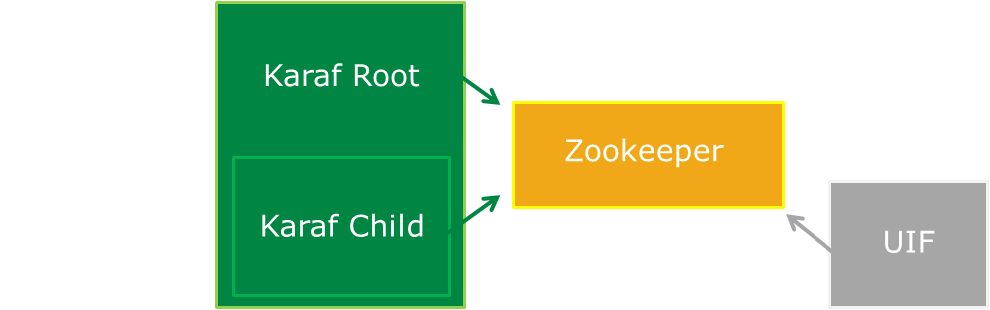 Karaf Root
Zookeeper
Karaf Child
UIF